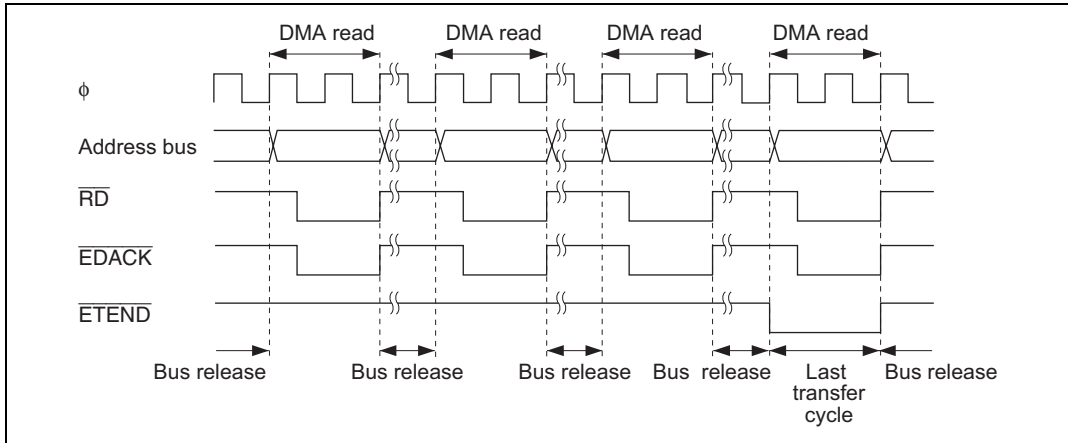 DMA read DMA read DMA read DMA read
ϕ
Address bus
RD
EDACK
ETEND
Bus release Bus release Bus release Bus release Last transfer cycle Bus release